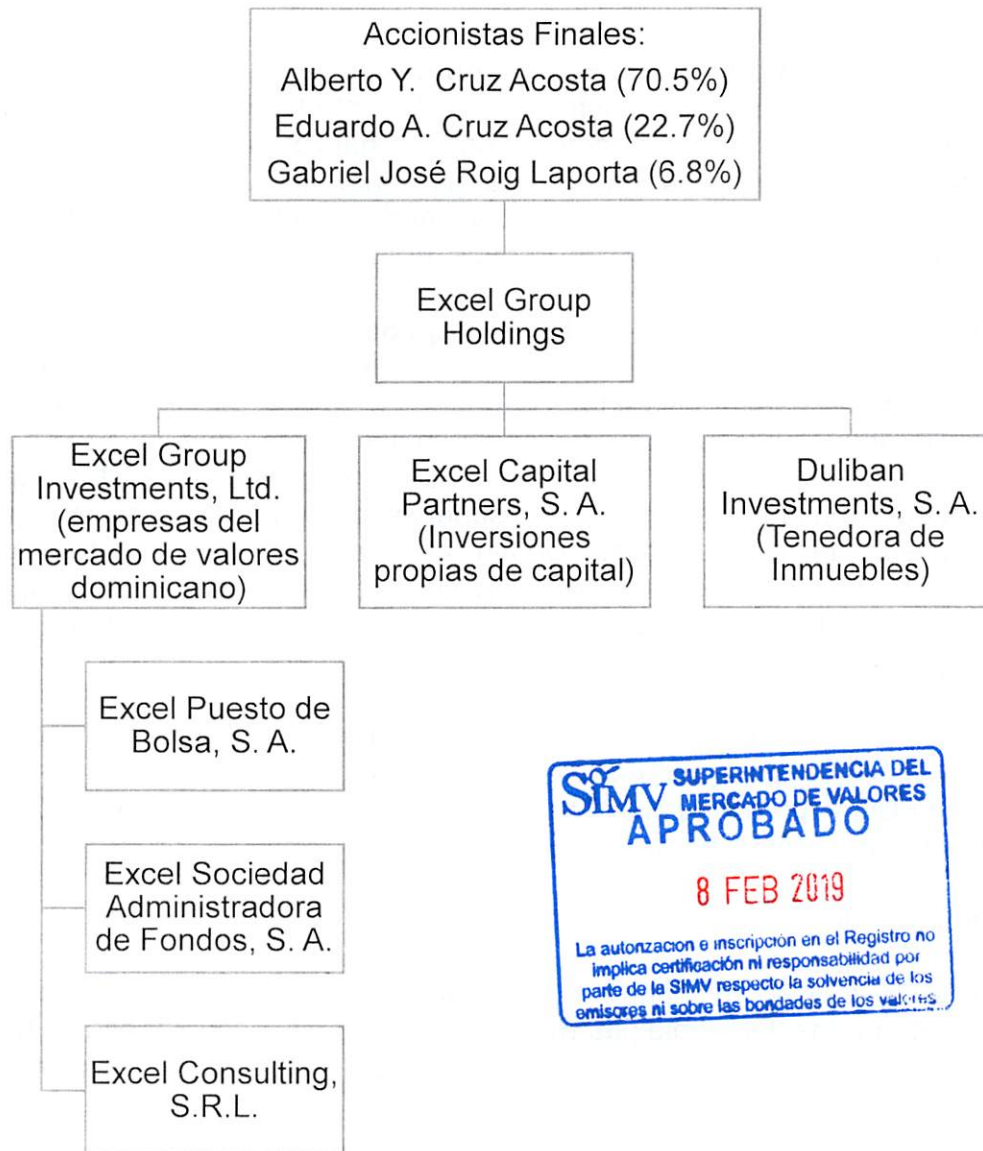 Accionistas Finales:
Alberto Y. Cruz Acosta (70.5%)
Eduardo A. Cruz Acosta (22.7%)
Gabriel José Roig Laporta (6.8%)
Excel Group
Holdings
Excel Group
Investments, Ltd.
(empresas del
mercado de valores
dominicano)
Excel Capital
Partners, S. A.
(Inversiones
propias de capital)
Duliban
Investments, S. A.
(Tenedora de
Inmuebles)
Excel Puesto de
Bolsa, S. A.
Excel Sociedad
Administradora
de Fondos, S. A.
Excel Consulting,
S.R.L.
SIMV SUPERINTENDENCIA DEL
MERCADO DE VALORES
APROBADO
8 FEB 2019
La autorizacion e inscripción en el Registro no
implica certificación ni responsabilidad por
parte de la SIMV respecto la solvencia de los
emisores ni sobre las bondades de los valores